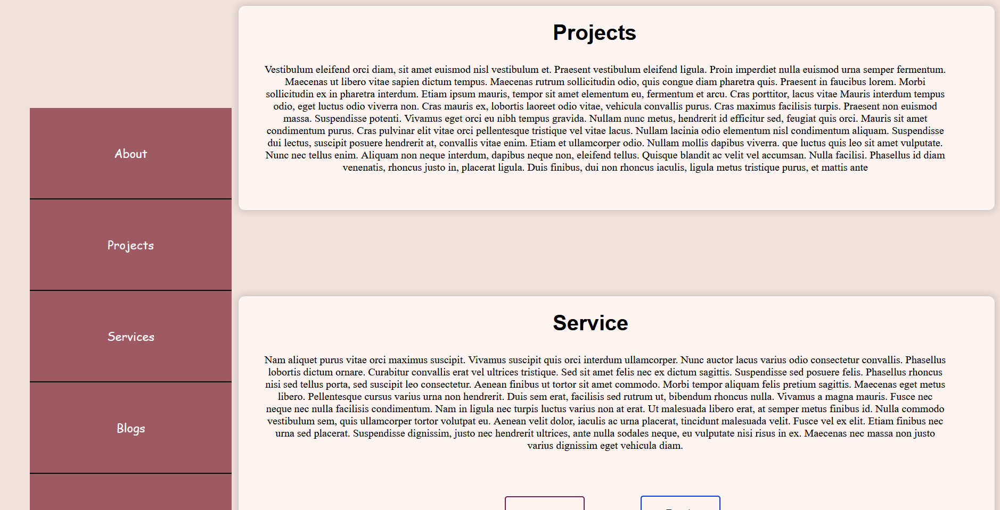 About
Projects
Services
Blogs
Projects
Vestibulum eleifend orci diam, sit amet euismod nisl vestibulum et. Praesent vestibulum eleifend ligula. Proin imperdiet nulla euismod urna semper fermentum.
Maecenas ut libero vitae sapien dictum tempus. Maecenas rutrum sollicitudin odio, quis congue diam pharetra quis. Praesent in faucibus lorem. Morbi
sollicitudin ex in pharetra interdum. Etiam ipsum mauris, tempor sit amet elementum eu, fermentum et arcu. Cras porttitor, lacus vitae Mauris interdum tempus
odio, eget luctus odio viverra non. Cras mauris ex, lobortis laoreet odio vitae, vehicula convallis purus. Cras maximus facilisis turpis. Praesent non euismod
massa. Suspendisse potenti. Vivamus eget orci eu nibh tempus gravida. Nullam nunc metus, hendrerit id efficitur sed, feugiat quis orci. Mauris sit amet
condimentum purus. Cras pulvinar elit vitae orci pellentesque tristique vel vitae lacus. Nullam lacinia odio elementum nisl condimentum aliquam. Suspendisse
dui lectus, suscipit posuere hendrerit at, convallis vitae enim. Etiam et ullamcorper odio. Nullam mollis dapibus viverra. que luctus quis leo sit amet vulputate.
Nunc nec tellus enim. Aliquam non neque interdum, dapibus neque non, eleifend tellus. Quisque blandit ac velit vel accumsan. Nulla facilisi. Phasellus id diam
venenatis, rhoncus justo in, placerat ligula. Duis finibus, dui non rhoncus iaculis, ligula metus tristique purus, et mattis ante
Service
Nam aliquet purus vitae orci maximus suscipit. Vivamus suscipit quis orci interdum ullamcorper. Nunc auctor lacus varius odio consectetur convallis. Phasellus
lobortis dictum ornare. Curabitur convallis erat vel ultrices tristique. Sed sit amet felis nec ex dictum sagittis. Suspendisse sed posuere felis. Phasellus rhoncus
nisi sed tellus porta, sed suscipit leo consectetur. Aenean finibus ut tortor sit amet commodo. Morbi tempor aliquam felis pretium sagittis. Maecenas eget metus
libero. Pellentesque cursus varius urna non hendrerit. Duis sem erat, facilisis sed rutrum ut, bibendum rhoncus nulla. Vivamus a magna mauris. Fusce nec
neque nec nulla facilisis condimentum. Nam in ligula nec turpis luctus varius non at erat. Ut malesuada libero erat, at semper metus finibus id. Nulla commodo
vestibulum sem, quis ullamcorper tortor volutpat eu. Aenean velit dolor, iaculis ac urna placerat, tincidunt malesuada velit. Fusce vel ex elit. Etiam finibus nec
urna sed placerat. Suspendisse dignissim, justo nec hendrerit ultrices, ante nulla sodales neque, eu vulputate nisi risus in ex. Maecenas nec massa non justo
varius dignissim eget vehicula diam.